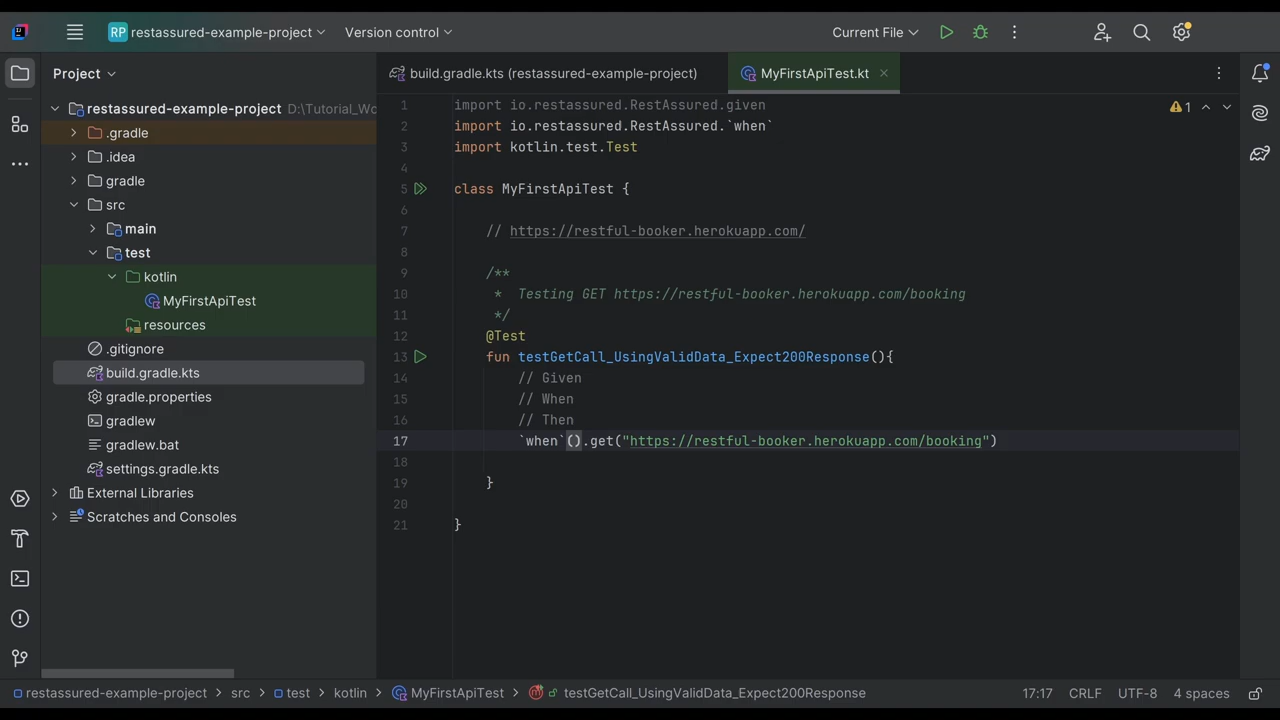 RP restassured-example-project Version control Current File
Project build.gradle.kts (restassured-example-project) MyFirstApiTest.kt
restassured-example-project D:\Tutorial_Wo
.gradle
.idea
gradle
src
main
test
kotlin
MyFirstApiTest
resources
.gitignore
build.gradle.kts
gradle.properties
gradlew
gradlew.bat
settings.gradle.kts
External Libraries
Scratches and Consoles
1 import io.restassured.RestAssured.given
2 import io.restassured.RestAssured.`when`
3 import kotlin.test.Test
4
5 class MyFirstApiTest {
6
7 // https://restful-booker.herokuapp.com/
8
9 /**
10 * Testing GET https://restful-booker.herokuapp.com/booking
11 */
12 @Test
13 fun testGetCall_UsingValidData_Expect200Response(){
14 // Given
15 // When
16 // Then
17 `when`().get("https://restful-booker.herokuapp.com/booking")
18
19 }
20
21 }
1
restassured-example-project > src > test > kotlin > MyFirstApiTest > testGetCall_UsingValidData_Expect200Response 17:17 CRLF UTF-8 4 spaces